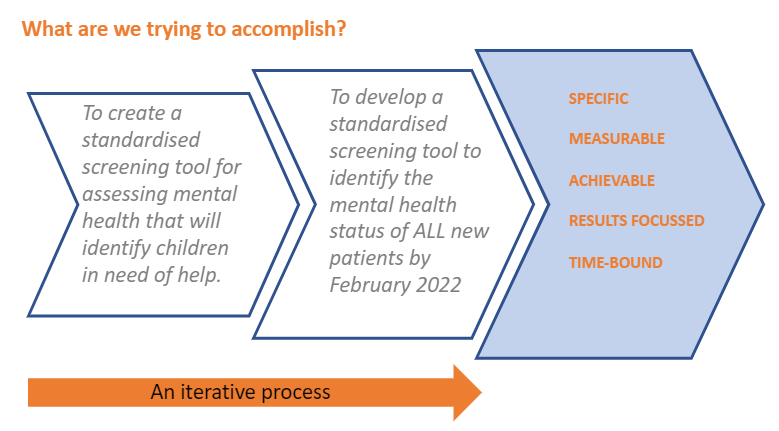 What are we trying to accomplish?
To create a
standardised
screening tool for
assessing mental
health that will
identify children
in need of help.
To develop a
standardised
screening tool to
identify the
mental health
status of ALL new
patients by
February 2022
SPECIFIC
MEASURABLE
ACHIEVABLE
RESULTS FOCUSSED
TIME-BOUND
An iterative process